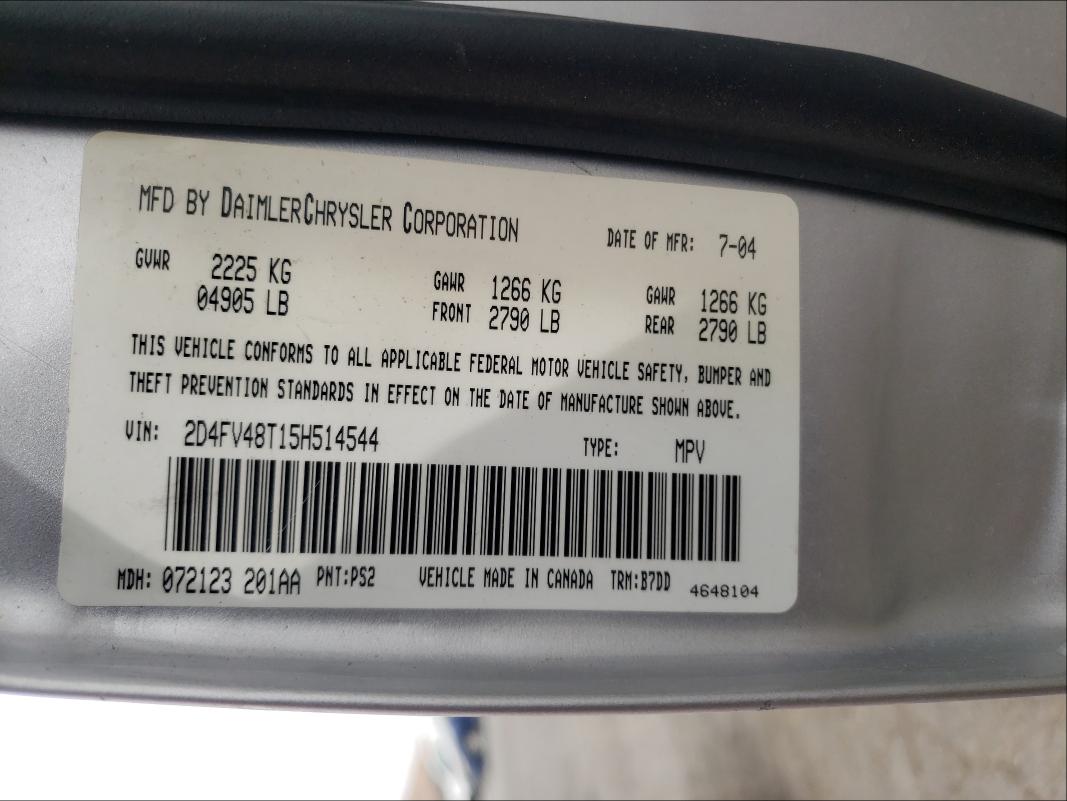 MFD BY DAIMLERCHRYSLER CORPORATION DATE OF MFR: 7-04
GVWR 2225 KG GAWR 1266 KG GAWR 1266 KG
04905 LB FRONT 2790 LB REAR 2790 LB
THIS VEHICLE CONFORMS TO ALL APPLICABLE FEDERAL MOTOR VEHICLE SAFETY, BUMPER AND
THEFT PREVENTION STANDARDS IN EFFECT ON THE DATE OF MANUFACTURE SHOWN ABOVE.
VIN: 2D4FV48T15H514544 TYPE: MPV
MDH: 072123 201AA PNT:PS2 VEHICLE MADE IN CANADA TRM:B7DD 4648104